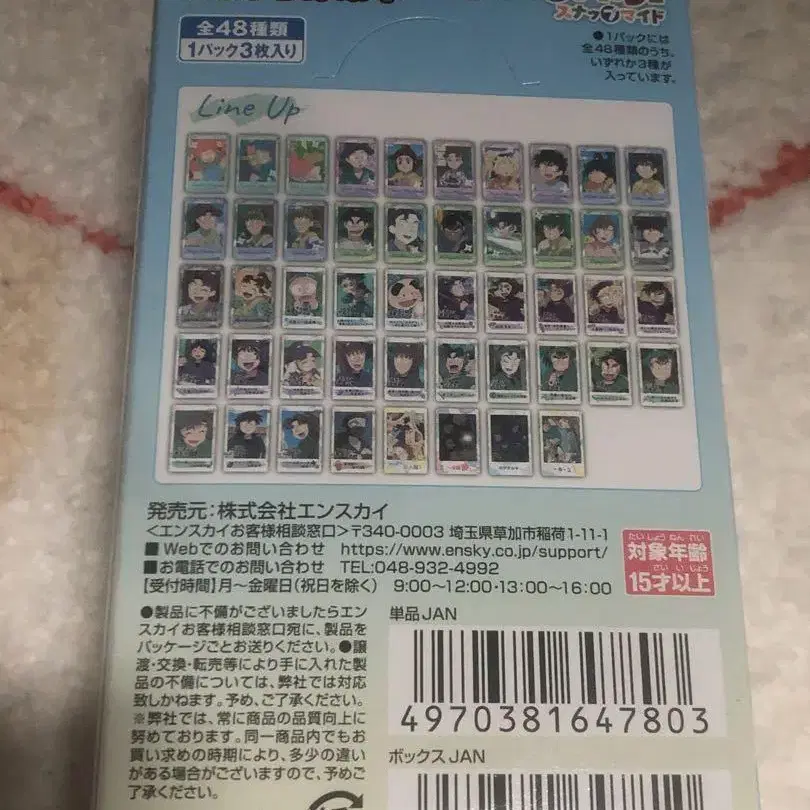 スナップマイド
全48種類
1パック3枚入り
●1パックには
全48種類のうち、
いずれか3種が
入っています。
Line Up
発売元:株式会社エンスカイ
<エンスカイお客様相談窓口>〒340-0003 埼玉県草加市稲荷1-11-1
■Webでのお問い合わせ https://www.ensky.co.jp/support/
■お電話でのお問い合わせ TEL:048-932-4992
【受付時間】月~金曜日(祝日を除く) 9:00~12:00・13:00~16:00
たいしょうねんれい
対象年齢
さいいじょう
15才以上
●製品に不備がございましたらエン
スカイお客様相談窓口宛に、製品を
パッケージごとお送りください。●譲
渡・交換・転売等により手に入れた製
品の不備については、弊社では対応
致しかねます。予め、ご了承ください。
※弊社では、常に商品の品質向上に
努めております。同一商品内でもお
買い求めの時期により、多少の違い
がある場合がございますので、予めご
了承ください。
単品JAN
4970381647803
ボックスJAN